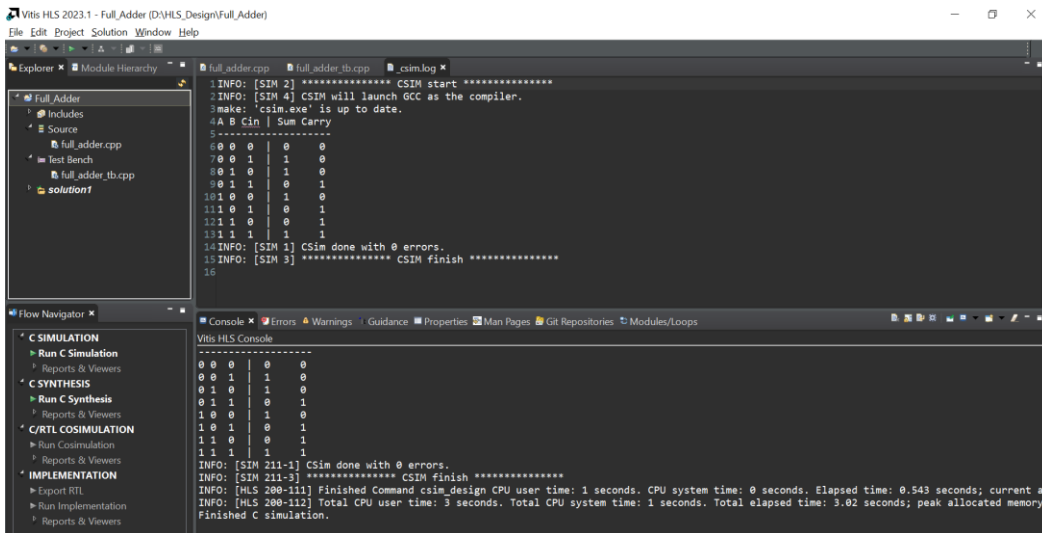 Vitis HLS 2023.1 - Full_Adder (D:\HLS_Design\Full_Adder)
File Edit Project Solution Window Help
Explorer Module Hierarchy
Full_Adder
Includes
Source
full_adder.cpp
Test Bench
full_adder_tb.cpp
solution1
full_adder.cpp full_adder_tb.cpp _csim.log
1 INFO: [SIM 2] *************** CSIM start ***************
2 INFO: [SIM 4] CSIM will launch GCC as the compiler.
3 make: 'csim.exe' is up to date.
4 A B Cin | Sum Carry
5 --------------------
6 0 0 0 | 0 0
7 0 0 1 | 1 0
8 0 1 0 | 1 0
9 0 1 1 | 0 1
10 1 0 0 | 1 0
11 1 0 1 | 0 1
12 1 1 0 | 0 1
13 1 1 1 | 1 1
14 INFO: [SIM 1] CSim done with 0 errors.
15 INFO: [SIM 3] *************** CSIM finish ***************
16
Flow Navigator
C SIMULATION
Run C Simulation
Reports & Viewers
C SYNTHESIS
Run C Synthesis
Reports & Viewers
C/RTL COSIMULATION
Run Cosimulation
Reports & Viewers
IMPLEMENTATION
Export RTL
Run Implementation
Reports & Viewers
Console Errors Warnings Guidance Properties Man Pages Git Repositories Modules/Loops
Vitis HLS Console
--------------------
0 0 0 | 0 0
0 0 1 | 1 0
0 1 0 | 1 0
0 1 1 | 0 1
1 0 0 | 1 0
1 0 1 | 0 1
1 1 0 | 0 1
1 1 1 | 1 1
INFO: [SIM 211-1] CSim done with 0 errors.
INFO: [SIM 211-3] *************** CSIM finish ***************
INFO: [HLS 200-111] Finished Command csim_design CPU user time: 1 seconds. CPU system time: 0 seconds. Elapsed time: 0.543 seconds; current a
INFO: [HLS 200-112] Total CPU user time: 3 seconds. Total CPU system time: 1 seconds. Total elapsed time: 3.02 seconds; peak allocated memory
Finished C simulation.